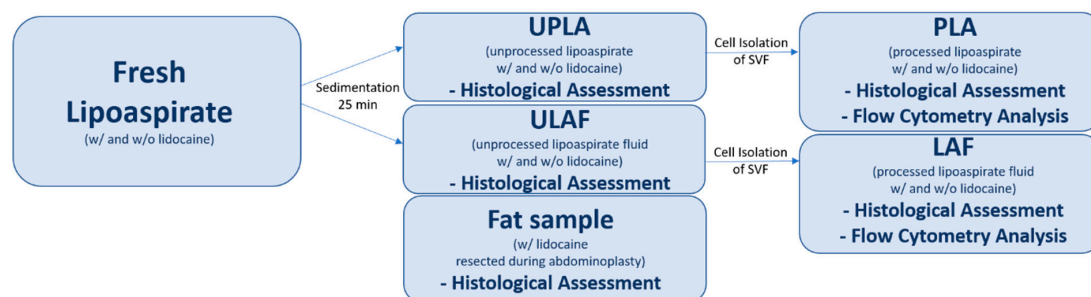 Fresh
Lipoaspirate
(w/ and w/o lidocaine)
Sedimentation
25 min
UPLA
(unprocessed lipoaspirate
w/ and w/o lidocaine)
- Histological Assessment
ULAF
(unprocessed lipoaspirate fluid
w/ and w/o lidocaine)
- Histological Assessment
Fat sample
(w/ lidocaine
resected during abdominoplasty)
- Histological Assessment
Cell Isolation
of SVF
Cell Isolation
of SVF
PLA
(processed lipoaspirate
w/ and w/o lidocaine)
- Histological Assessment
- Flow Cytometry Analysis
LAF
(processed lipoaspirate fluid
w/ and w/o lidocaine)
- Histological Assessment
- Flow Cytometry Analysis